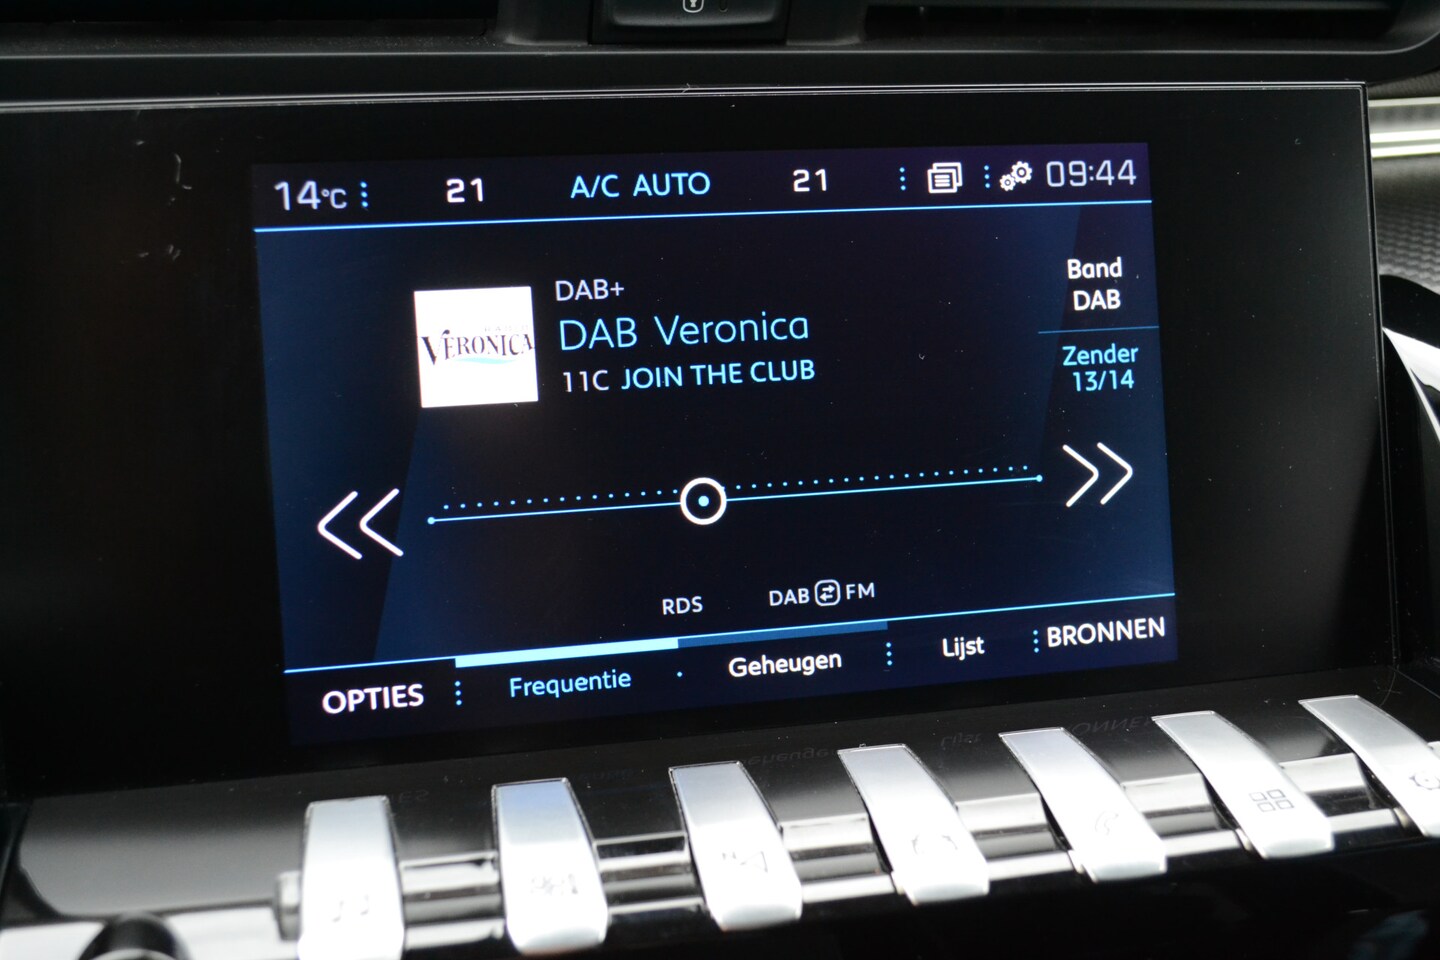 14°C 21 A/C AUTO 21 09:44
Band
DAB
DAB+
DAB Veronica
11C JOIN THE CLUB
VERONICA
Zender
13/14
RDS DAB FM
OPTIES Frequentie Geheugen Lijst BRONNEN